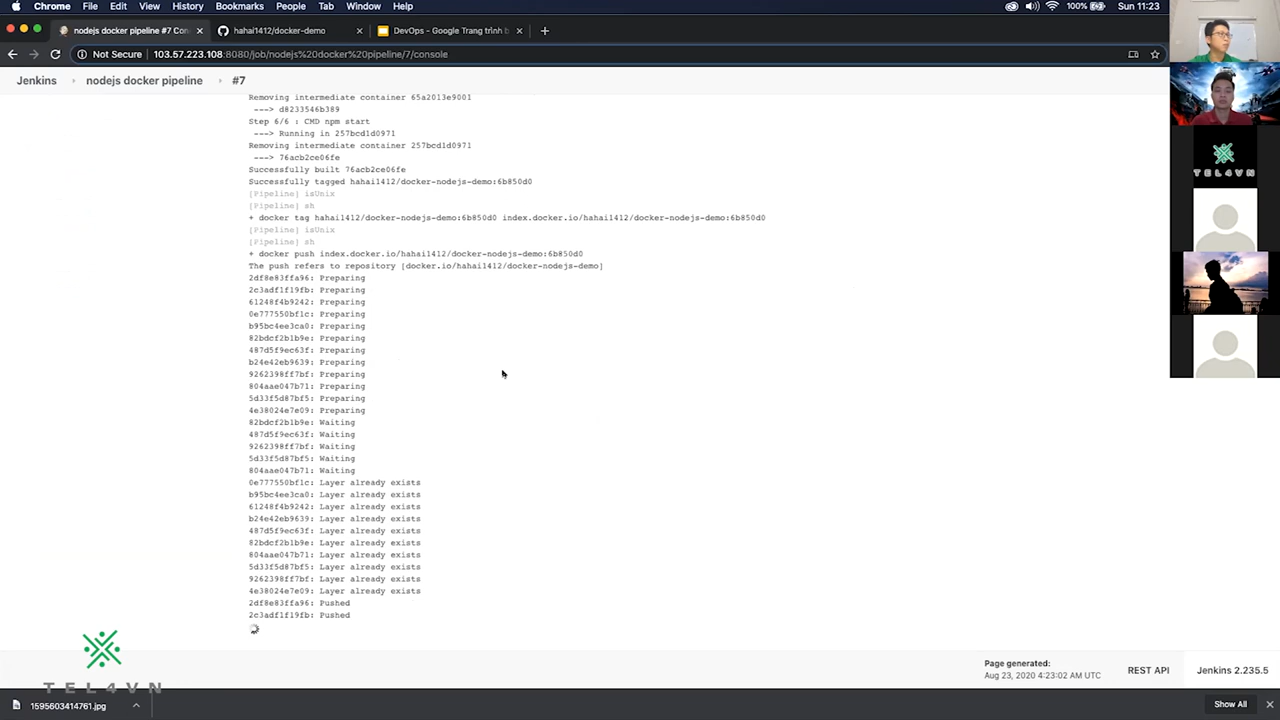 Chrome File Edit View History Bookmarks People Tab Window Help 100% Sun 11:23
nodejs docker pipeline #7 Con hahai1412/docker-demo DevOps - Google Trang trình b
Not Secure 103.57.223.108:8080/job/nodejs%20docker%20pipeline/7/console
Jenkins nodejs docker pipeline #7
Removing intermediate container 65a2013e9001
---> d8233546b389
Step 6/6 : CMD npm start
---> Running in 257bcd1d0971
Removing intermediate container 257bcd1d0971
---> 76acb2ce06fe
Successfully built 76acb2ce06fe
Successfully tagged hahai1412/docker-nodejs-demo:6b850d0
[Pipeline] isUnix
[Pipeline] sh
+ docker tag hahai1412/docker-nodejs-demo:6b850d0 index.docker.io/hahai1412/docker-nodejs-demo:6b850d0
[Pipeline] isUnix
[Pipeline] sh
+ docker push index.docker.io/hahai1412/docker-nodejs-demo:6b850d0
The push refers to repository [docker.io/hahai1412/docker-nodejs-demo]
2df8e83ffa96: Preparing
2c3adf1f19fb: Preparing
61248f4b9242: Preparing
0e777550bf1c: Preparing
b95bc4ee3ca0: Preparing
82bdcf2b1b9e: Preparing
487d5f9ec63f: Preparing
b24e42eb9639: Preparing
9262398ff7bf: Preparing
804aae047b71: Preparing
5d33f5d87bf5: Preparing
4e38024e7e09: Preparing
82bdcf2b1b9e: Waiting
487d5f9ec63f: Waiting
9262398ff7bf: Waiting
5d33f5d87bf5: Waiting
804aae047b71: Waiting
0e777550bf1c: Layer already exists
b95bc4ee3ca0: Layer already exists
61248f4b9242: Layer already exists
b24e42eb9639: Layer already exists
487d5f9ec63f: Layer already exists
82bdcf2b1b9e: Layer already exists
804aae047b71: Layer already exists
5d33f5d87bf5: Layer already exists
9262398ff7bf: Layer already exists
4e38024e7e09: Layer already exists
2df8e83ffa96: Pushed
2c3adf1f19fb: Pushed
Page generated:
Aug 23, 2020 4:23:02 AM UTC REST API Jenkins 2.235.5
TEL4VN
1595603414761.jpg Show All
TEL4VN